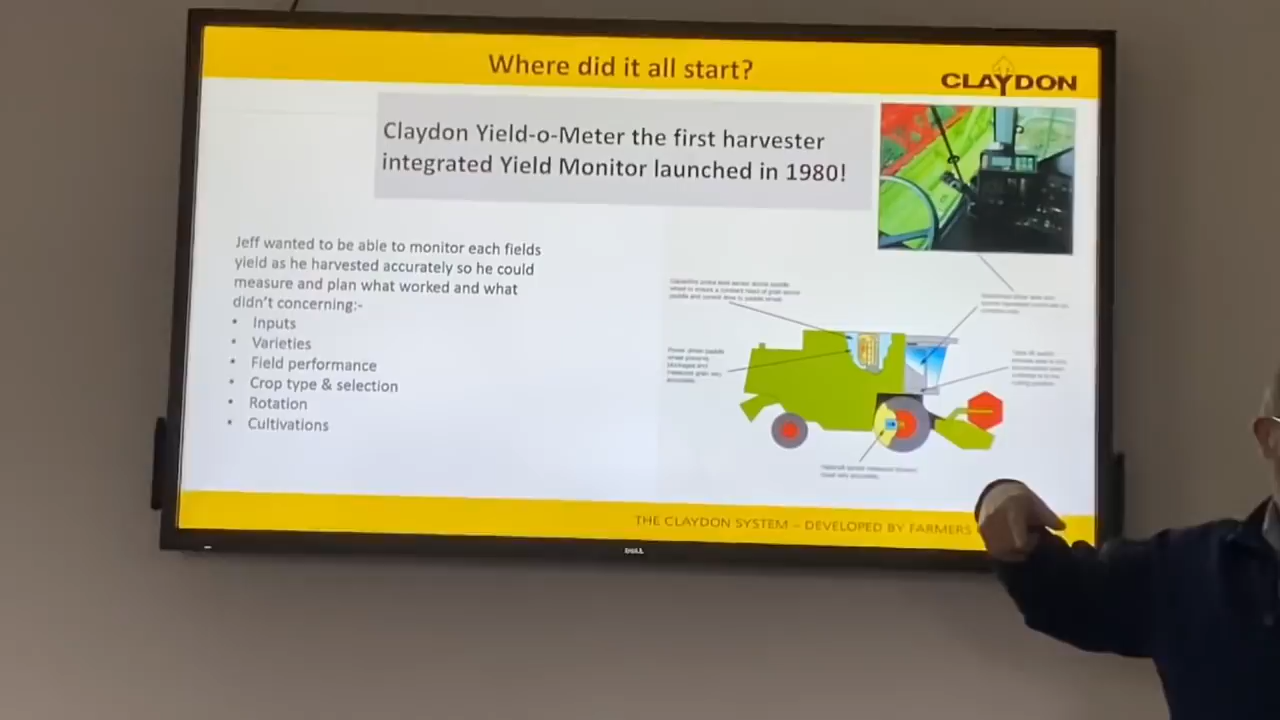 Where did it all start?
CLAYDON
Claydon Yield-o-Meter the first harvester
integrated Yield Monitor launched in 1980!
Jeff wanted to be able to monitor each fields
yield as he harvested accurately so he could
measure and plan what worked and what
didn't concerning:-
• Inputs
• Varieties
• Field performance
• Crop type & selection
• Rotation
• Cultivations
THE CLAYDON SYSTEM – DEVELOPED BY FARMERS
DELL